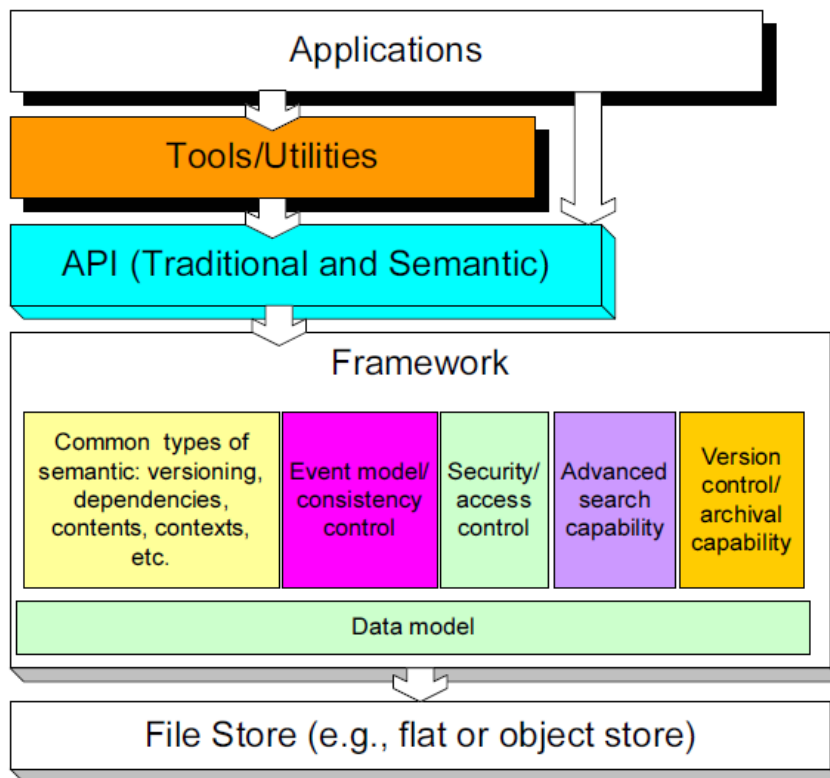 Applications
Tools/Utilities
API (Traditional and Semantic)
Framework
Common types of
semantic: versioning,
dependencies,
contents, contexts,
etc.
Event model/
consistency
control
Security/
access
control
Advanced
search
capability
Version
control/
archival
capability
Data model
File Store (e.g., flat or object store)